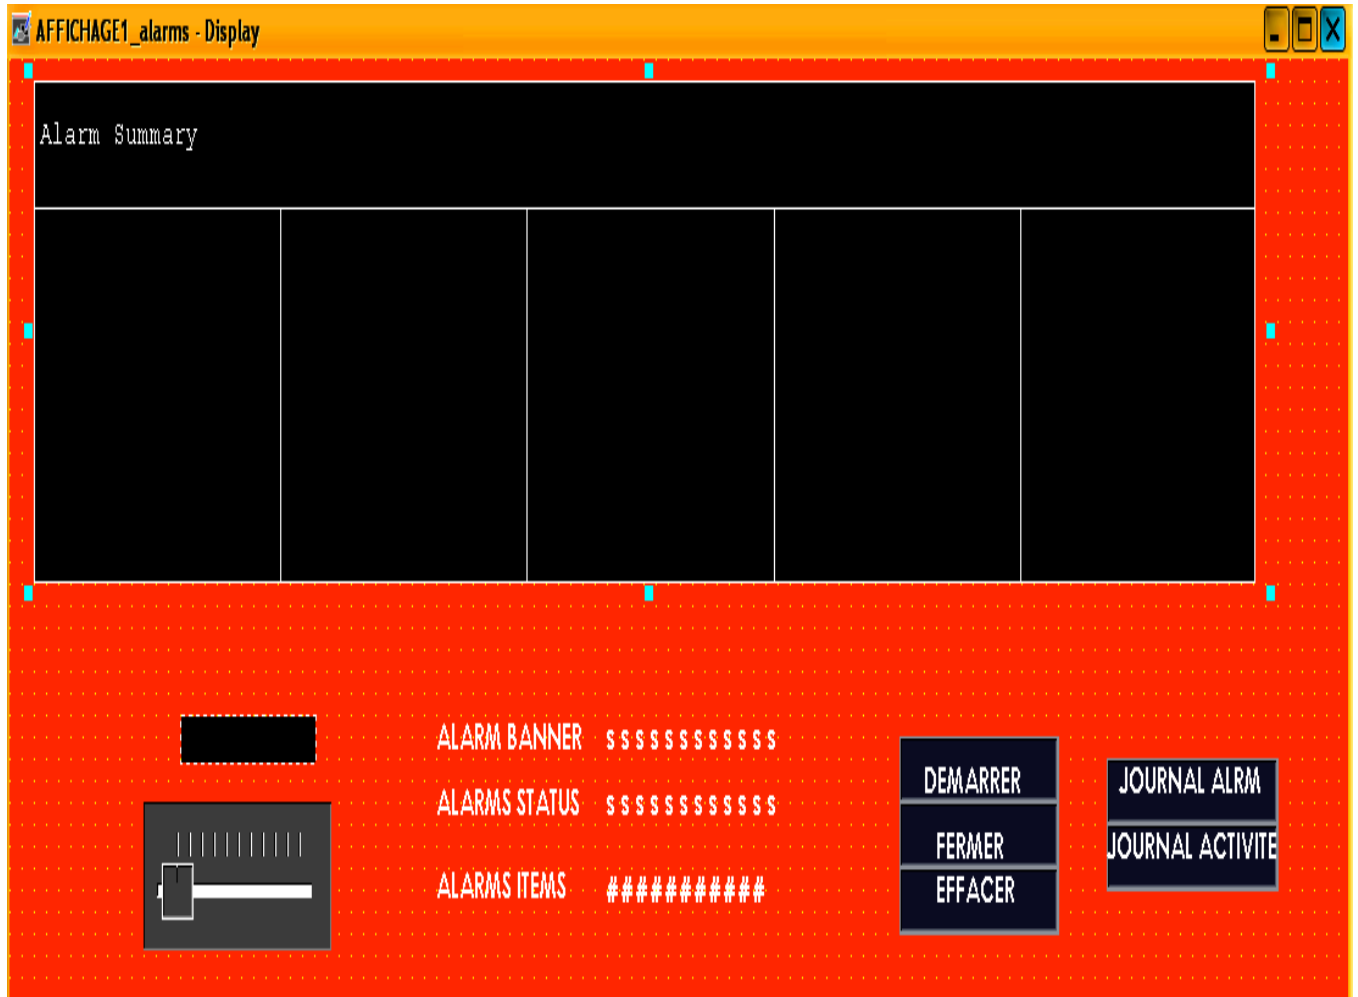 AFFICHAGE1_alarms - Display
Alarm Summary
ALARM BANNER ssssssssssss
ALARMS STATUS ssssssssssss
ALARMS ITEMS ###########
DEMARRER
FERMER
EFFACER
JOURNAL ALRM
JOURNAL ACTIVITE